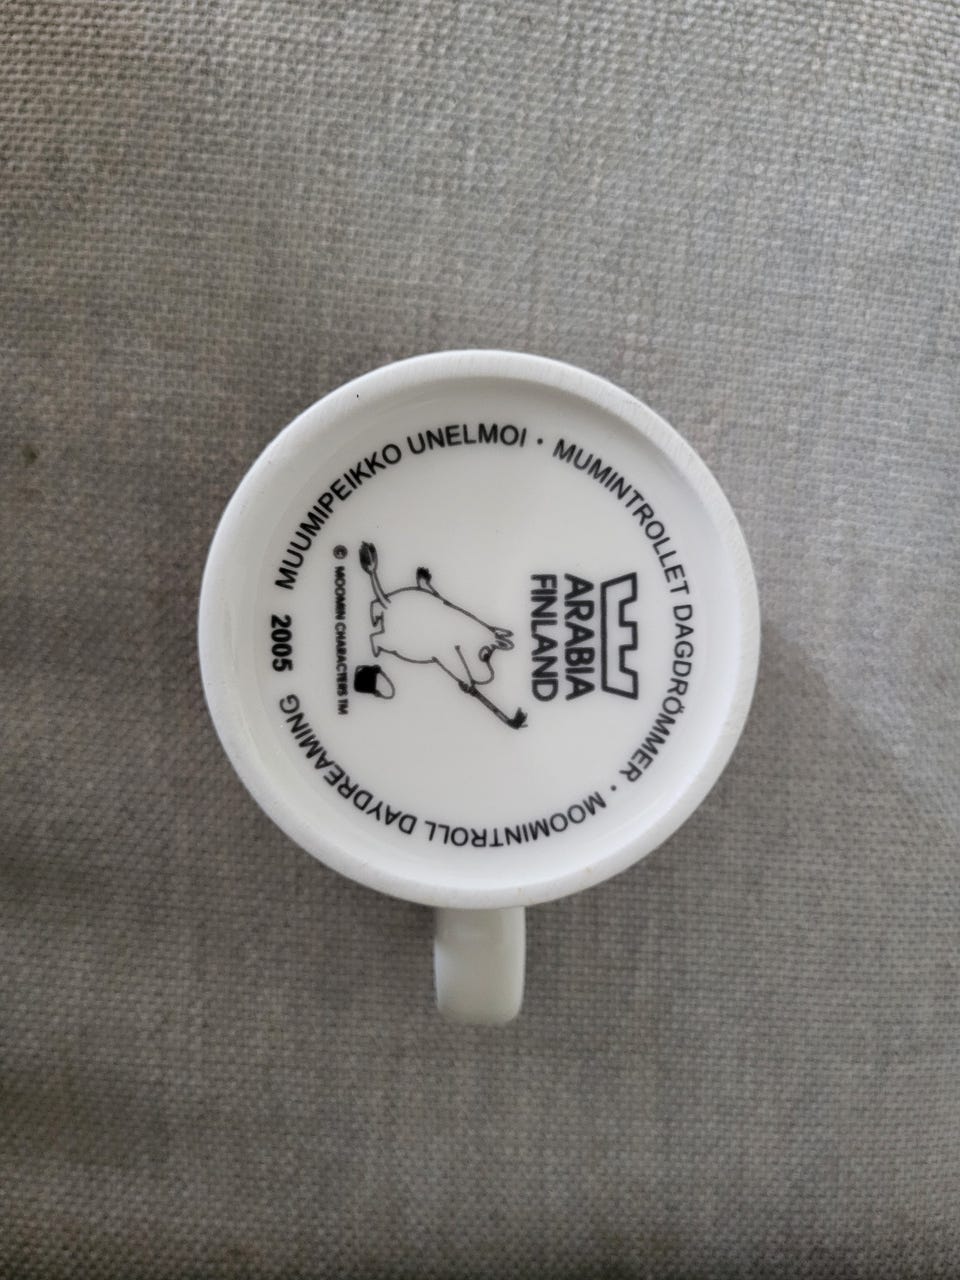 MUUMIPEIKKO UNELMOI · MUMINTROLLET DAGDRÖMMER · MOOMINTROLL DAYDREAMING
2005
ARABIA
FINLAND
© MOOMIN CHARACTERS TM